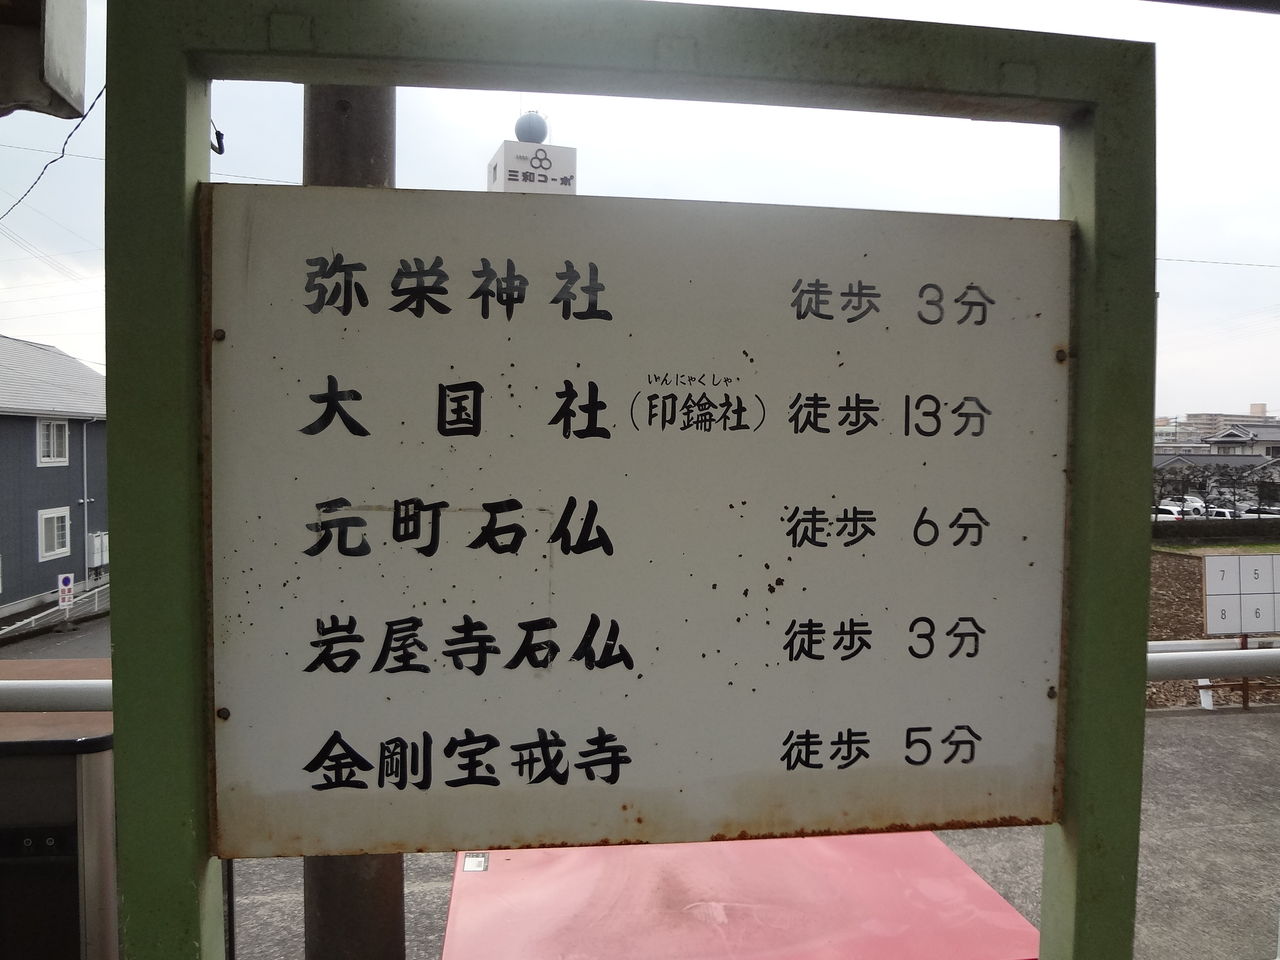 三和コーポ
弥栄神社 徒歩 3分
いんにゃくしゃ
大国社(印鑰社) 徒歩 13分
元町石仏 徒歩 6分
岩屋寺石仏 徒歩 3分
金剛宝戒寺 徒歩 5分
7 5
8 6